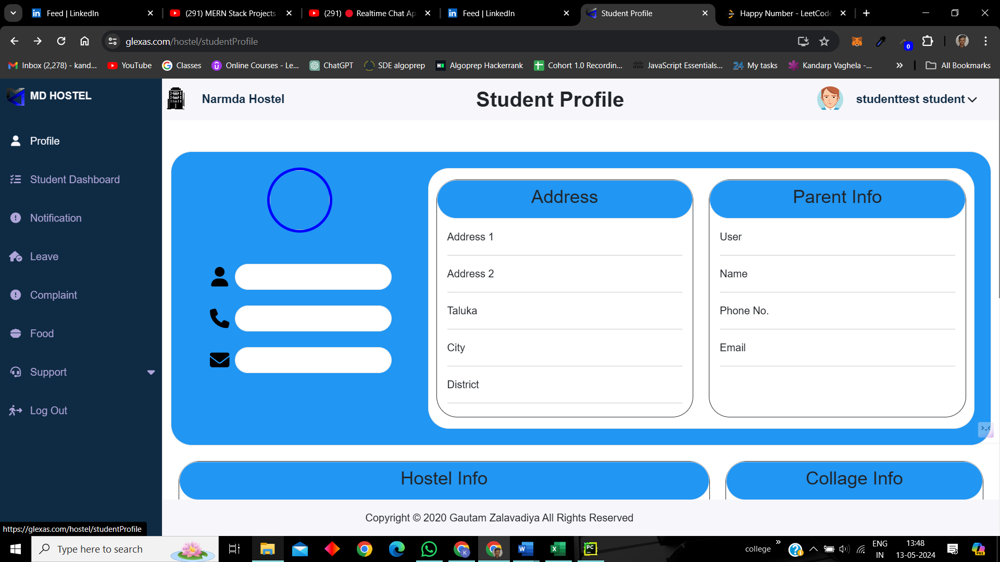 Feed | LinkedIn
(291) MERN Stack Projects
(291) 🔴 Realtime Chat Ap
Feed | LinkedIn
Student Profile
Happy Number - LeetCode
glexas.com/hostel/studentProfile
0
Inbox (2,278) - kand...
YouTube
Classes
Online Courses - Le...
ChatGPT
SDE algoprep
Algoprep Hackerrank
Cohort 1.0 Recordin...
JavaScript Essentials...
24 My tasks
Kandarp Vaghela -...
All Bookmarks
MD HOSTEL
Narmda Hostel
Student Profile
studenttest student
Profile
Student Dashboard
Notification
Leave
Complaint
Food
Support
Log Out
Address
Address 1
Address 2
Taluka
City
District
Parent Info
User
Name
Phone No.
Email
Hostel Info
Collage Info
Copyright © 2020 Gautam Zalavadiya All Rights Reserved
https://glexas.com/hostel/studentProfile
Type here to search
college
ENG
IN
13:48
13-05-2024